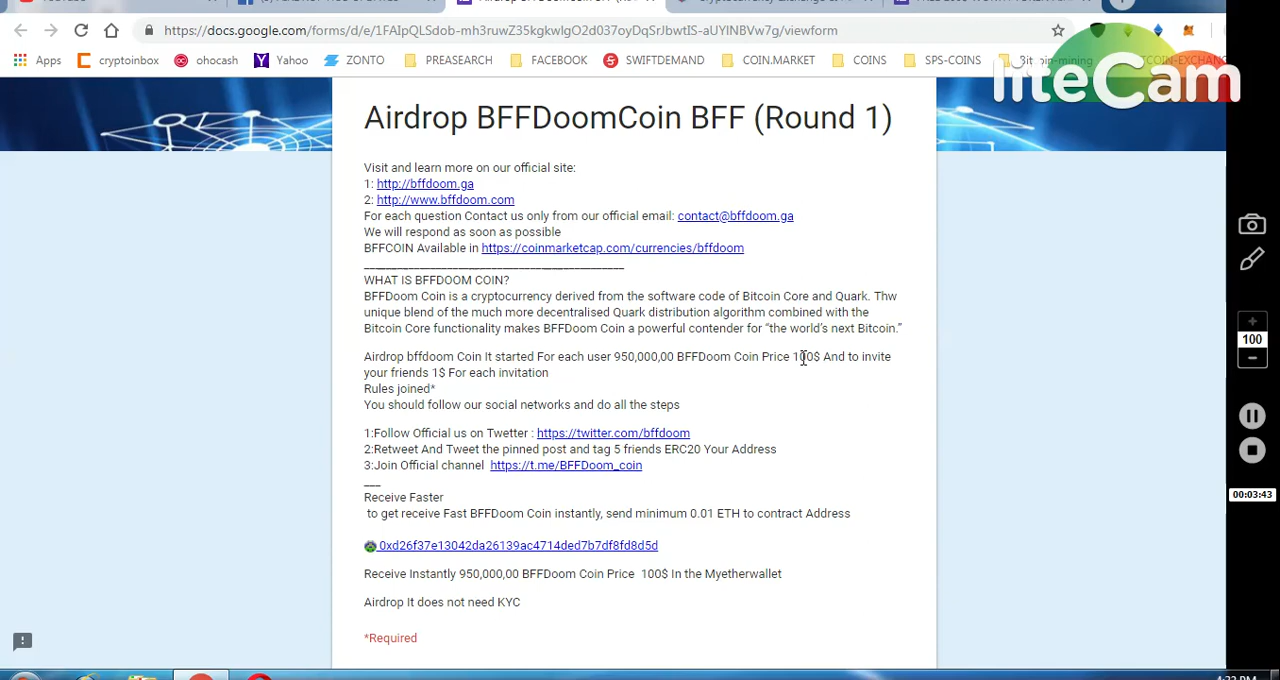 https://docs.google.com/forms/d/e/1FAIpQLSdob-mh3ruwZ35kgkwlgO2d037oyDqSrJbwtIS-aUYINBVw7g/viewform
Apps cryptoinbox ohocash Yahoo ZONTO PREASEARCH FACEBOOK SWIFTDEMAND COIN.MARKET COINS SPS-COINS
liteCam
Airdrop BFFDoomCoin BFF (Round 1)
Visit and learn more on our official site:
1: http://bffdoom.ga
2: http://www.bffdoom.com
For each question Contact us only from our official email: contact@bffdoom.ga
We will respond as soon as possible
BFFCOIN Available in https://coinmarketcap.com/currencies/bffdoom
WHAT IS BFFDOOM COIN?
BFFDoom Coin is a cryptocurrency derived from the software code of Bitcoin Core and Quark. Thw
unique blend of the much more decentralised Quark distribution algorithm combined with the
Bitcoin Core functionality makes BFFDoom Coin a powerful contender for “the world’s next Bitcoin.”
Airdrop bffdoom Coin It started For each user 950,000,00 BFFDoom Coin Price 100$ And to invite
your friends 1$ For each invitation
Rules joined*
You should follow our social networks and do all the steps
1:Follow Official us on Twetter : https://twitter.com/bffdoom
2:Retweet And Tweet the pinned post and tag 5 friends ERC20 Your Address
3:Join Official channel https://t.me/BFFDoom_coin
___
Receive Faster
to get receive Fast BFFDoom Coin instantly, send minimum 0.01 ETH to contract Address
0xd26f37e13042da26139ac4714ded7b7df8fd8d5d
Receive Instantly 950,000,00 BFFDoom Coin Price 100$ In the Myetherwallet
Airdrop It does not need KYC
*Required
100
00:03:43